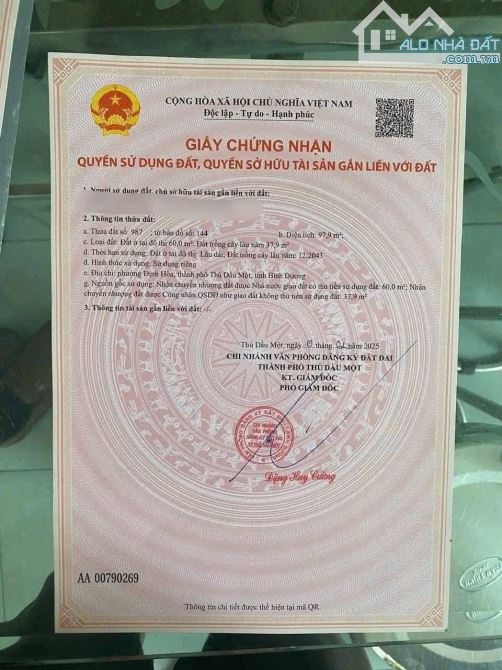 ALO NHÀ ĐẤT
.com.vn
CỘNG HÒA XÃ HỘI CHỦ NGHĨA VIỆT NAM
Độc lập - Tự do - Hạnh phúc
GIẤY CHỨNG NHẬN
QUYỀN SỬ DỤNG ĐẤT, QUYỀN SỞ HỮU TÀI SẢN GẮN LIỀN VỚI ĐẤT
1. Người sử dụng đất, chủ sở hữu tài sản gắn liền với đất:
2. Thông tin thửa đất:
a. Thửa đất số: 987 ; tờ bản đồ số: 144 b. Diện tích: 97,9 m²
c. Loại đất: Đất ở tại đô thị 60,0 m²; Đất trồng cây lâu năm 37,9 m²
d. Thời hạn sử dụng: Đất ở tại đô thị: Lâu dài; Đất trồng cây lâu năm: 12/2043
đ. Hình thức sử dụng: Sử dụng riêng
e. Địa chỉ: phường Định Hòa, thành phố Thủ Dầu Một, tỉnh Bình Dương
g. Nguồn gốc sử dụng: Nhận chuyển nhượng đất được Nhà nước giao đất có thu tiền sử dụng đất: 60,0 m²; Nhận
chuyển nhượng đất được Công nhận QSDĐ như giao đất không thu tiền sử dụng đất: 37,9 m²
3. Thông tin tài sản gắn liền với đất: -/-
Thủ Dầu Một, ngày tháng năm 2025
CHI NHÁNH VĂN PHÒNG ĐĂNG KÝ ĐẤT ĐAI
THÀNH PHỐ THỦ DẦU MỘT
KT. GIÁM ĐỐC
PHÓ GIÁM ĐỐC
CHI NHÁNH
VĂN PHÒNG
ĐĂNG KÝ ĐẤT ĐAI
Đặng Huy Cường
AA 00790269
Thông tin chi tiết được thể hiện tại mã QR.